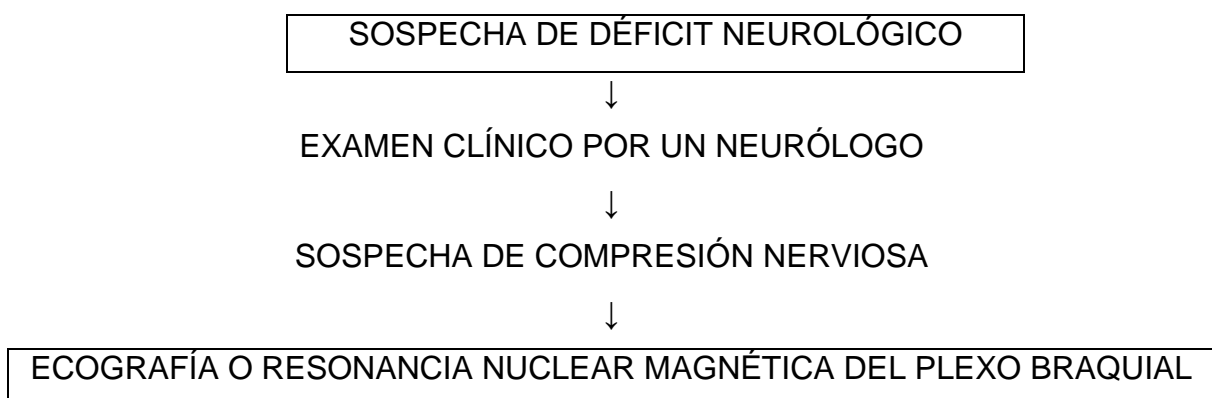 SOSPECHA DE DÉFICIT NEUROLÓGICO
↓
EXAMEN CLÍNICO POR UN NEURÓLOGO
↓
SOSPECHA DE COMPRESIÓN NERVIOSA
↓
ECOGRAFÍA O RESONANCIA NUCLEAR MAGNÉTICA DEL PLEXO BRAQUIAL